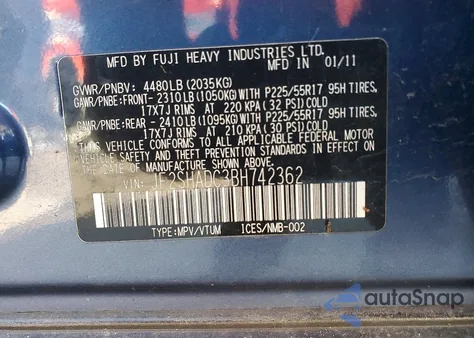 MFD BY FUJI HEAVY INDUSTRIES LTD.
MFD. IN 01/11
GVWR/PNBV: 4480LB(2035KG)
GAWR/PNBE:FRONT- 2310LB(1050KG)WITH P225/55R17 95H TIRES,
17X7J RIMS, AT 220 KPA(32 PSI)COLD
GAWR/PNBE:REAR - 2410LB(1095KG)WITH P225/55R17 95H TIRES,
17X7J RIMS, AT 210 KPA(30 PSI)COLD
THIS VEHICLE CONFORMS TO ALL APPLICABLE FEDERAL MOTOR
VEHICLE SAFETY, AND THEFT PREVENTION STANDARDS IN EFFECT ON
THE DATE OF MANUFACTURE SHOWN ABOVE.
VIN: JF2SHADC3BH742362
TYPE:MPV/VTUM ICES/NMB-002
autoSnap